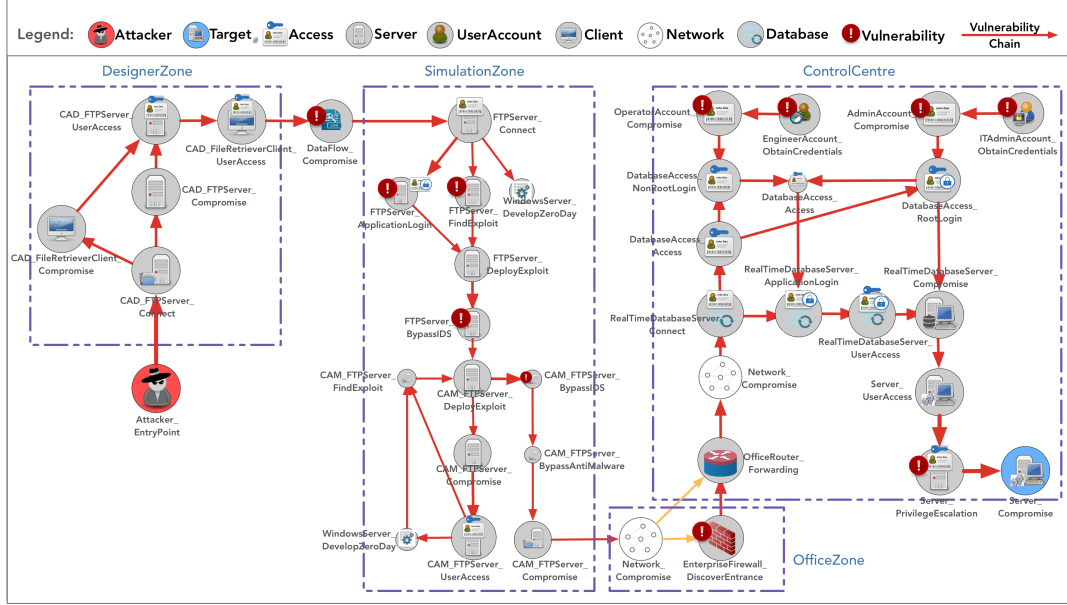 Legend:
Attacker
Target
Access
Server
UserAccount
Client
Network
Database
Vulnerability
Vulnerability
Chain
DesignerZone
SimulationZone
ControlCentre
CAD_FTPServer_
UserAccess
CAD_FileRetrieverClient_
UserAccess
DataFlow_
Compromise
CAD_FTPServer_
Compromise
CAD_FileRetrieverClient_
Compromise
CAD_FTPServer_
Connect
Attacker_
EntryPoint
FTPServer_
Connect
FTPServer_
ApplicationLogin
FTPServer_
FindExploit
WindowsServer_
DevelopZeroDay
FTPServer_
DeployExploit
FTPServer_
BypassIDS
CAM_FTPServer_
FindExploit
CAM_FTPServer_
DeployExploit
CAM_FTPServer_
BypassIDS
CAM_FTPServer_
Compromise
CAM_FTPServer_
BypassAntiMalware
WindowsServer_
DevelopZeroDay
CAM_FTPServer_
UserAccess
CAM_FTPServer_
Compromise
OperatorAccount_
Compromise
EngineerAccount_
ObtainCredentials
AdminAccount_
Compromise
ITAdminAccount_
ObtainCredentials
DatabaseAccess_
NonRootLogin
DatabaseAccess_
Access
DatabaseAccess_
RootLogin
DatabaseAccess_
Access
RealTimeDatabaseServer_
ApplicationLogin
RealTimeDatabaseServer_
Compromise
RealTimeDatabaseServer_
Connect
RealTimeDatabaseServer_
UserAccess
Network_
Compromise
Server_
UserAccess
OfficeRouter_
Forwarding
Server_
PrivilegeEscalation
Server_
Compromise
Network_
Compromise
EnterpriseFirewall_
DiscoverEntrance
OfficeZone